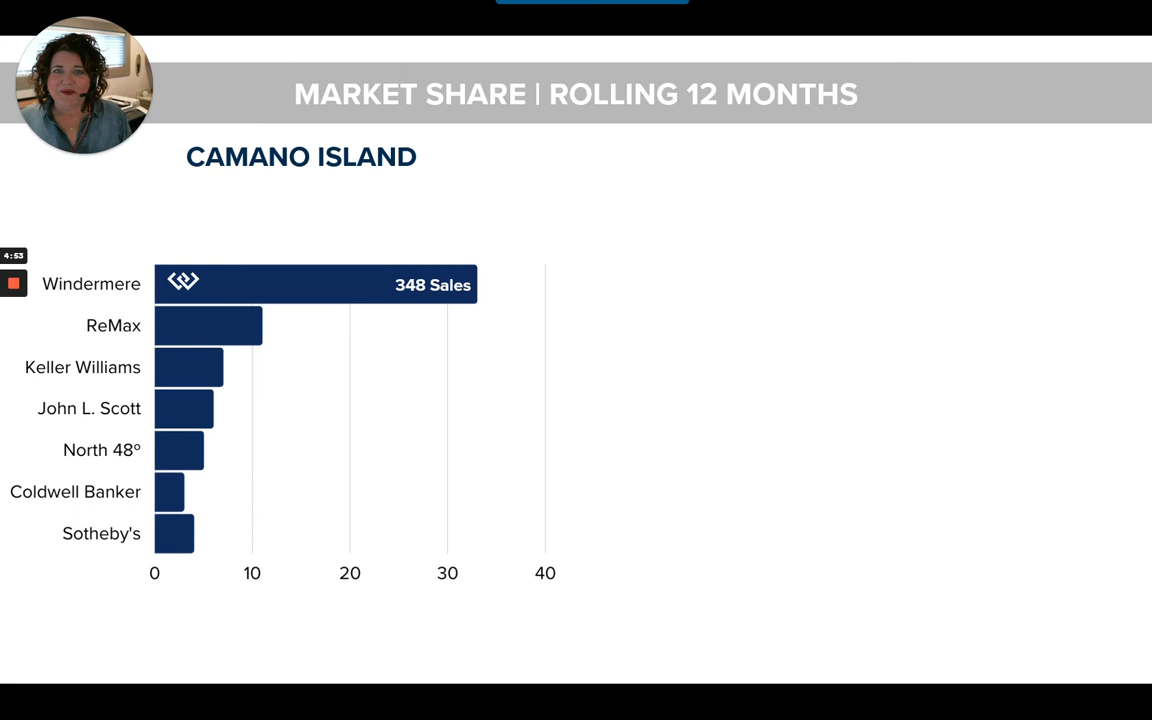 MARKET SHARE | ROLLING 12 MONTHS
CAMANO ISLAND
4:53
Windermere
348 Sales
ReMax
Keller Williams
John L. Scott
North 48º
Coldwell Banker
Sotheby's
0 10 20 30 40